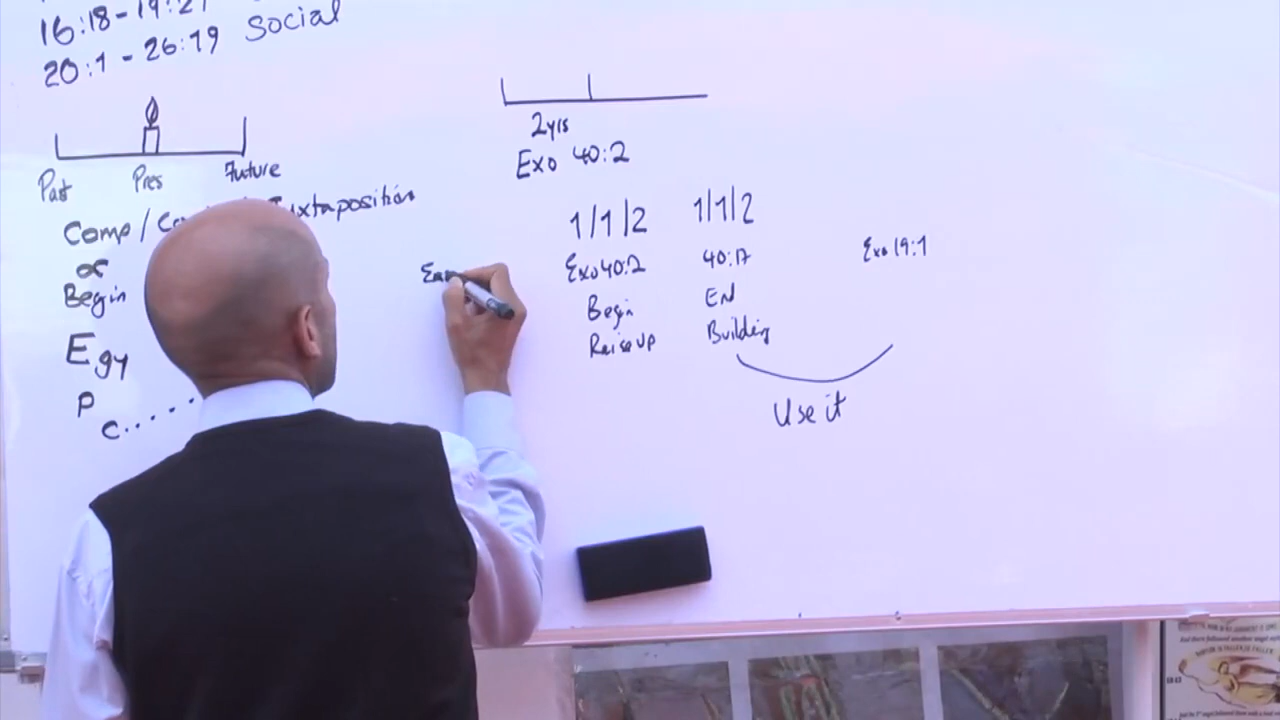 16:18-19:21
20:1-26:19 Social
Past Pres Future
Comp / Juxtaposition
or
Begin
Egy
P
C.....
2yrs
Exo 40:2
1/1/2 1/1/2
Exo 40:2 40:17 Exo 19:1
Begin End
Raise up Building
Use it